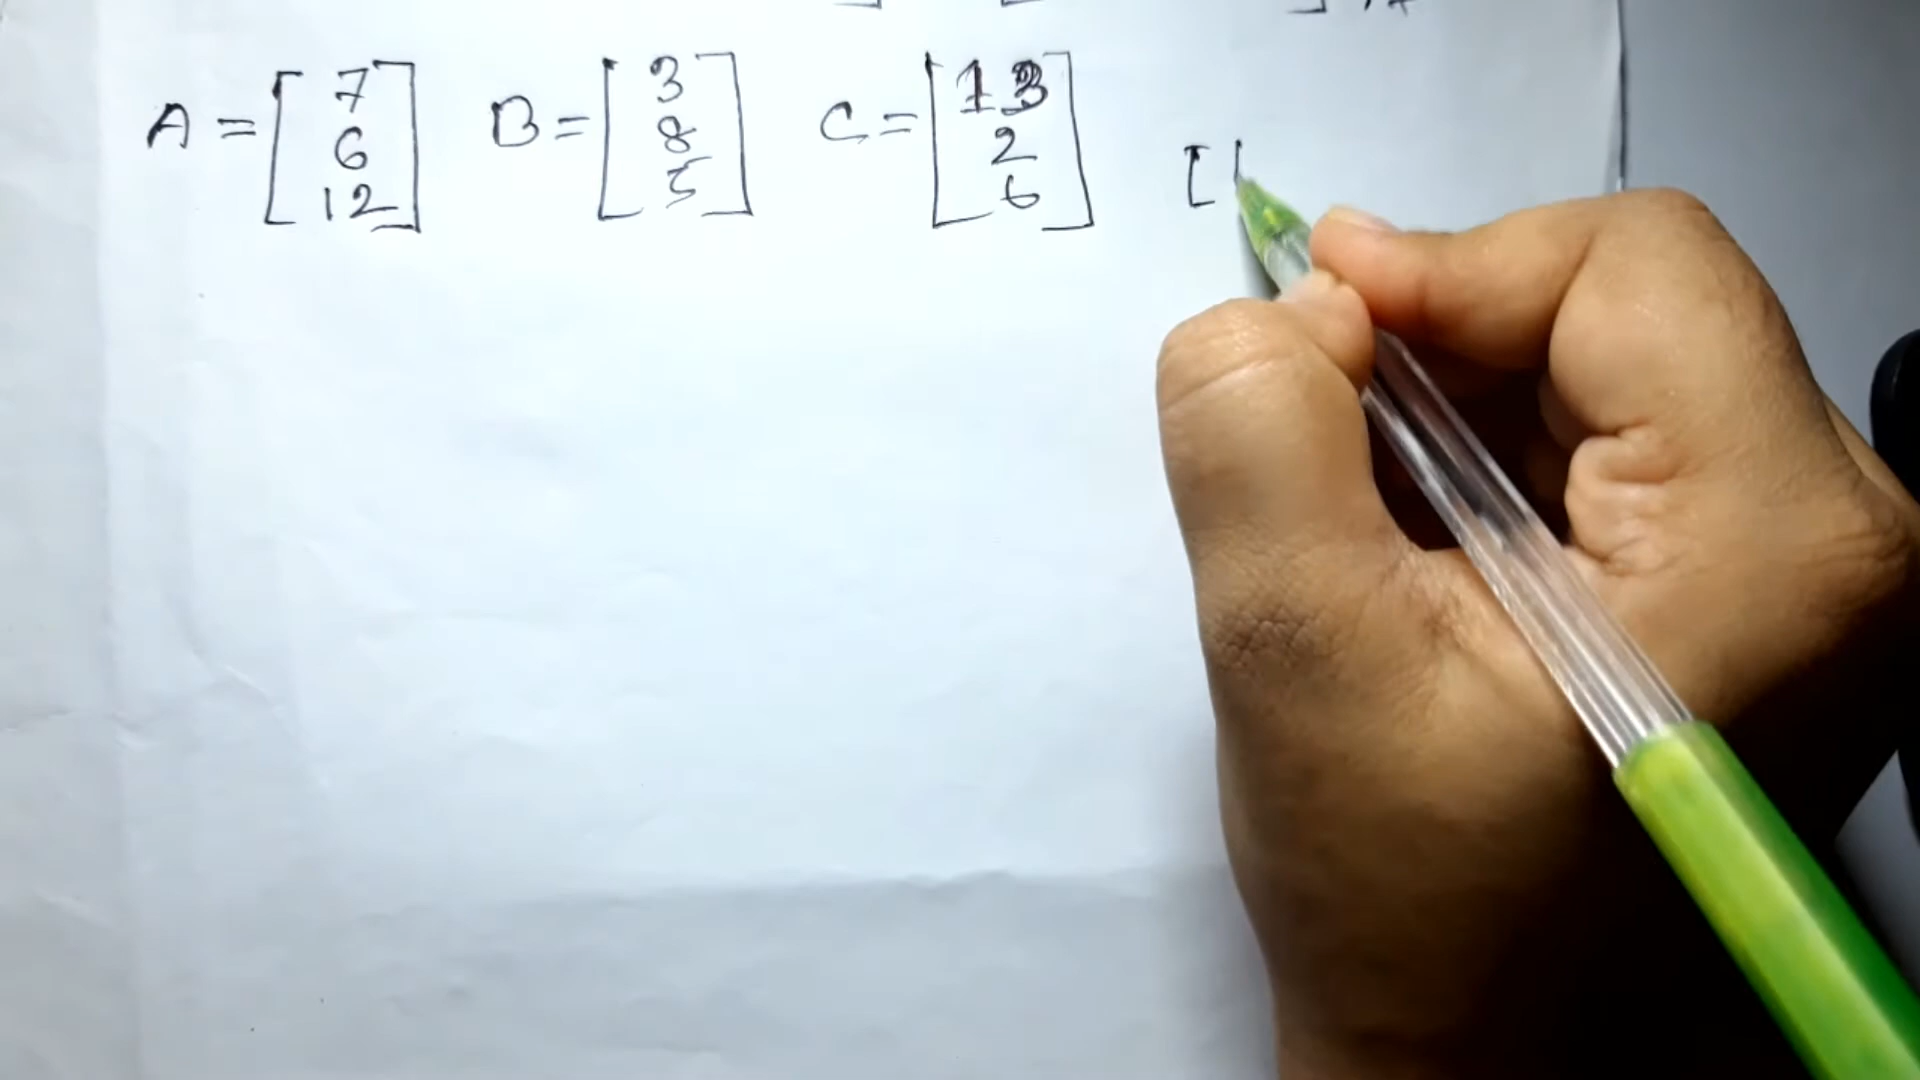 A = [7 6 12] B = [3 8 5] C = [13 2 6] [